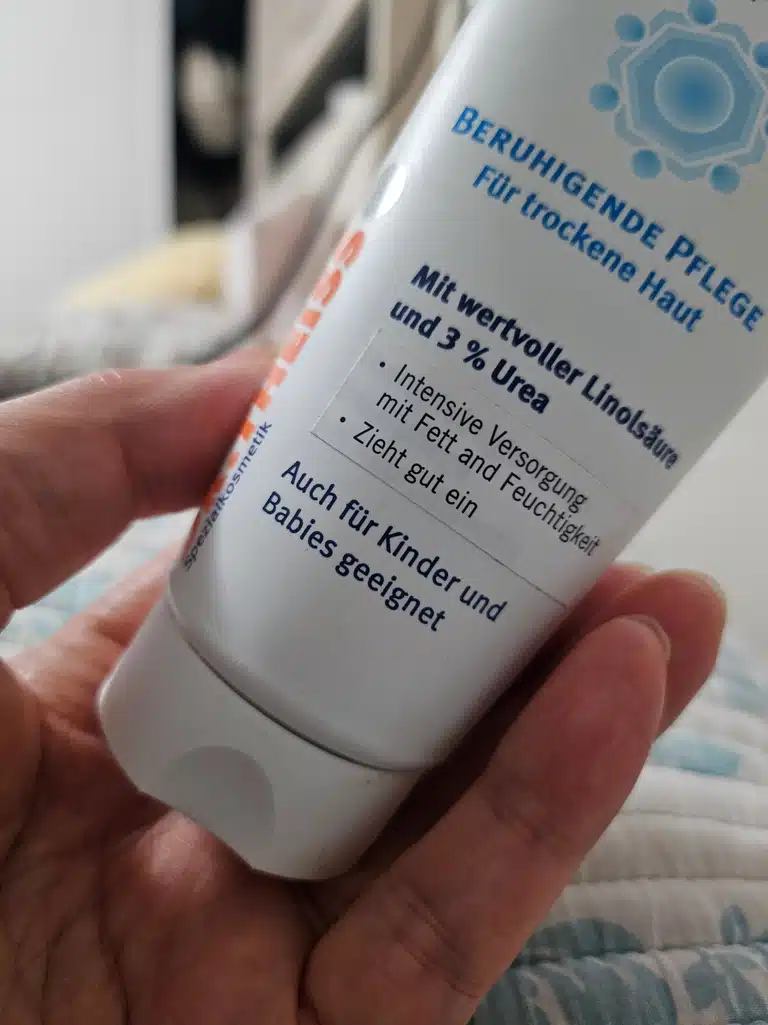 BERUHIGENDE PFLEGE
Für trockene Haut
Mit wertvoller Linolsäure
und 3 % Urea
• Intensive Versorgung
mit Fett and Feuchtigkeit
• Zieht gut ein
Auch für Kinder und
Babies geeignet
Spezialkosmetik